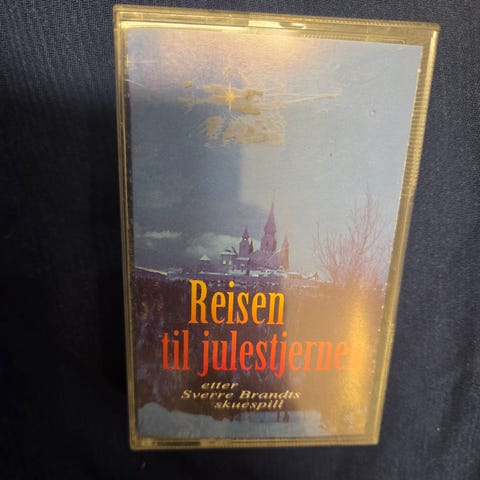 Reisen
til julestjernen
etter
Sverre Brandts
skuespill